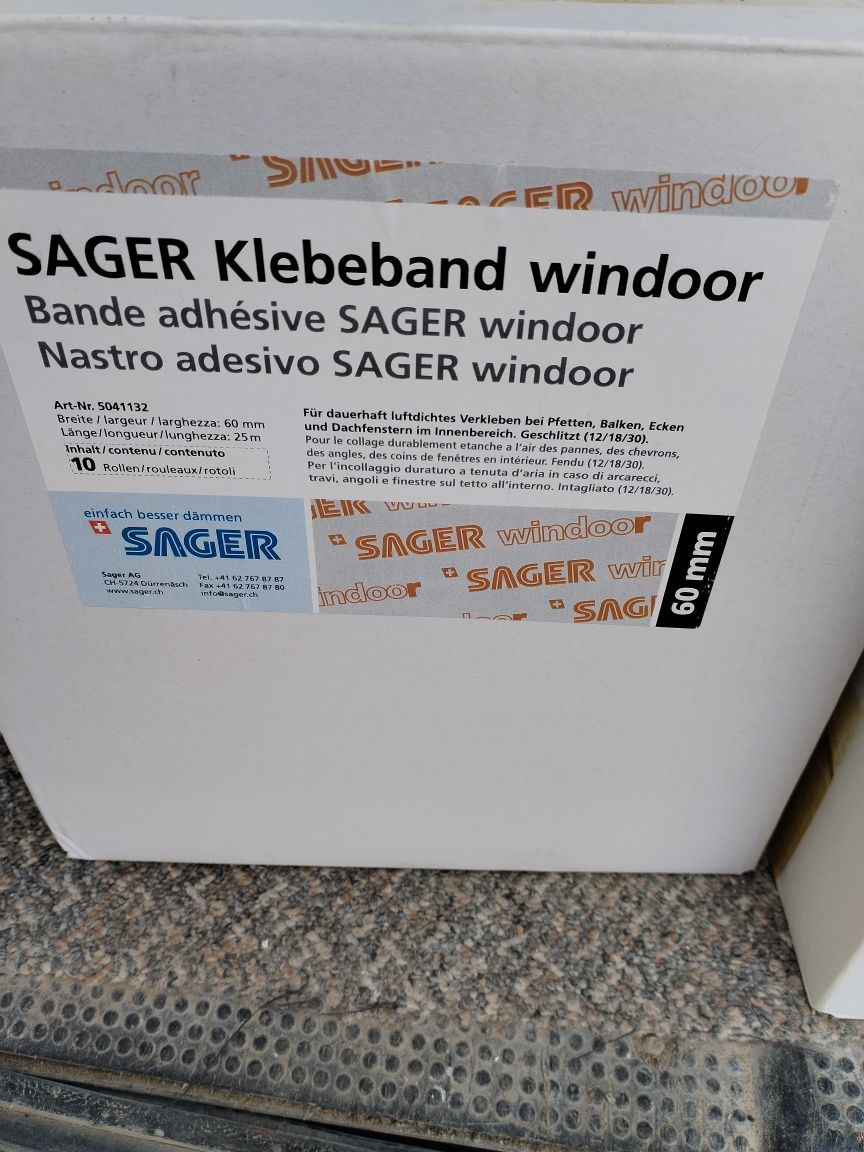 windoor SAGER
SAGER windoor
SAGER Klebeband windoor
Bande adhésive SAGER windoor
Nastro adesivo SAGER windoor
Art-Nr. 5041132
Breite / largeur / larghezza: 60 mm
Länge/longueur/lunghezza: 25 m
Inhalt/contenu/contenuto
10 Rollen/rouleaux/rotoli
Für dauerhaft luftdichtes Verkleben bei Pfetten, Balken, Ecken
und Dachfenstern im Innenbereich. Geschlitzt (12/18/30).
Pour le collage durablement etanche a l'air des pannes, des chevrons,
des angles, des coins de fenêtres en intérieur. Fendu (12/18/30).
Per l'incollaggio duraturo a tenuta d'aria in caso di arcarecci,
travi, angoli e finestre sul tetto all'interno. Intagliato (12/18/30).
einfach besser dämmen
SAGER
Sager AG
CH-5724 Dürrenäsch
www.sager.ch
Tel. +41 62 767 87 87
Fax +41 62 767 87 80
info@sager.ch
SAGER windoor
indoor SAGER win
SAG
60 mm